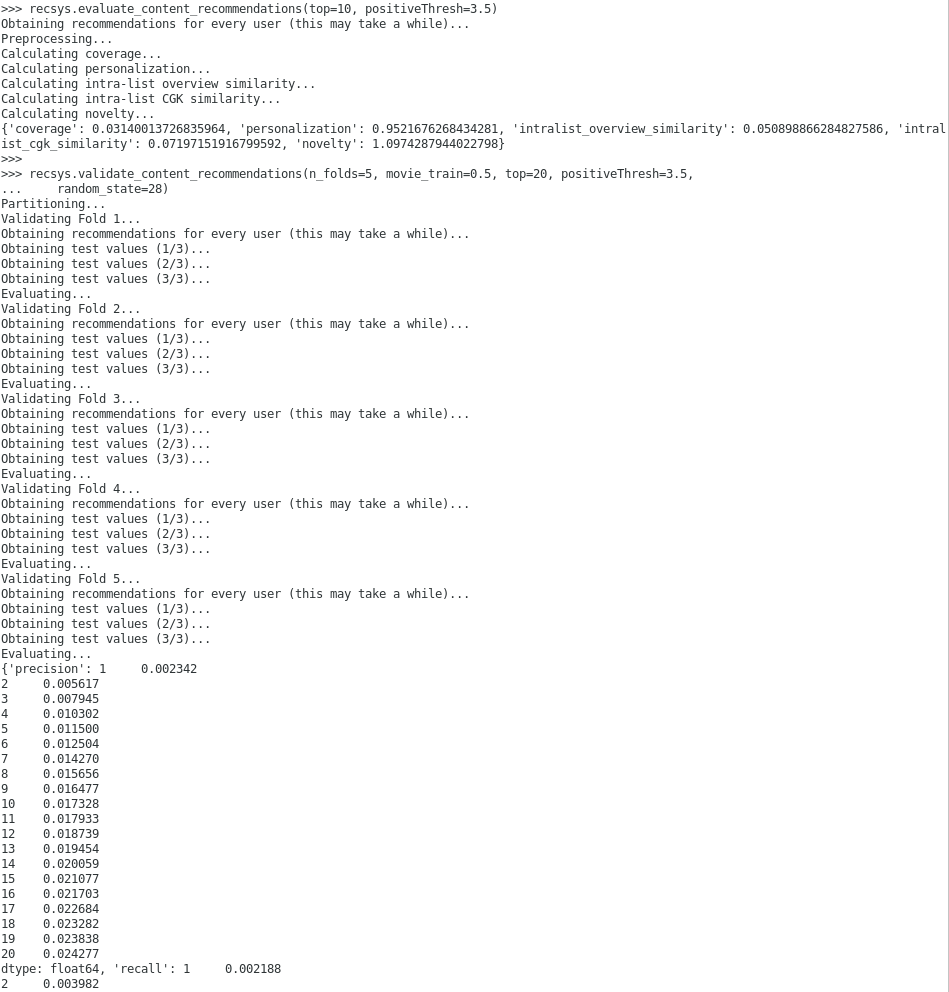 >>> recsys.evaluate_content_recommendations(top=10, positiveThresh=3.5)
Obtaining recommendations for every user (this may take a while)...
Preprocessing...
Calculating coverage...
Calculating personalization...
Calculating intra-list overview similarity...
Calculating intra-list CGK similarity...
Calculating novelty...
{'coverage': 0.03140013726835964, 'personalization': 0.9521676268434281, 'intralist_overview_similarity': 0.050898866284827586, 'intral
ist_cgk_similarity': 0.07197151916799592, 'novelty': 1.0974287944022798}
>>>
>>> recsys.validate_content_recommendations(n_folds=5, movie_train=0.5, top=20, positiveThresh=3.5,
...     random_state=28)
Partitioning...
Validating Fold 1...
Obtaining recommendations for every user (this may take a while)...
Obtaining test values (1/3)...
Obtaining test values (2/3)...
Obtaining test values (3/3)...
Evaluating...
Validating Fold 2...
Obtaining recommendations for every user (this may take a while)...
Obtaining test values (1/3)...
Obtaining test values (2/3)...
Obtaining test values (3/3)...
Evaluating...
Validating Fold 3...
Obtaining recommendations for every user (this may take a while)...
Obtaining test values (1/3)...
Obtaining test values (2/3)...
Obtaining test values (3/3)...
Evaluating...
Validating Fold 4...
Obtaining recommendations for every user (this may take a while)...
Obtaining test values (1/3)...
Obtaining test values (2/3)...
Obtaining test values (3/3)...
Evaluating...
Validating Fold 5...
Obtaining recommendations for every user (this may take a while)...
Obtaining test values (1/3)...
Obtaining test values (2/3)...
Obtaining test values (3/3)...
Evaluating...
{'precision': 1     0.002342
2     0.005617
3     0.007945
4     0.010302
5     0.011500
6     0.012504
7     0.014270
8     0.015656
9     0.016477
10    0.017328
11    0.017933
12    0.018739
13    0.019454
14    0.020059
15    0.021077
16    0.021703
17    0.022684
18    0.023282
19    0.023838
20    0.024277
dtype: float64, 'recall': 1     0.002188
2     0.003982